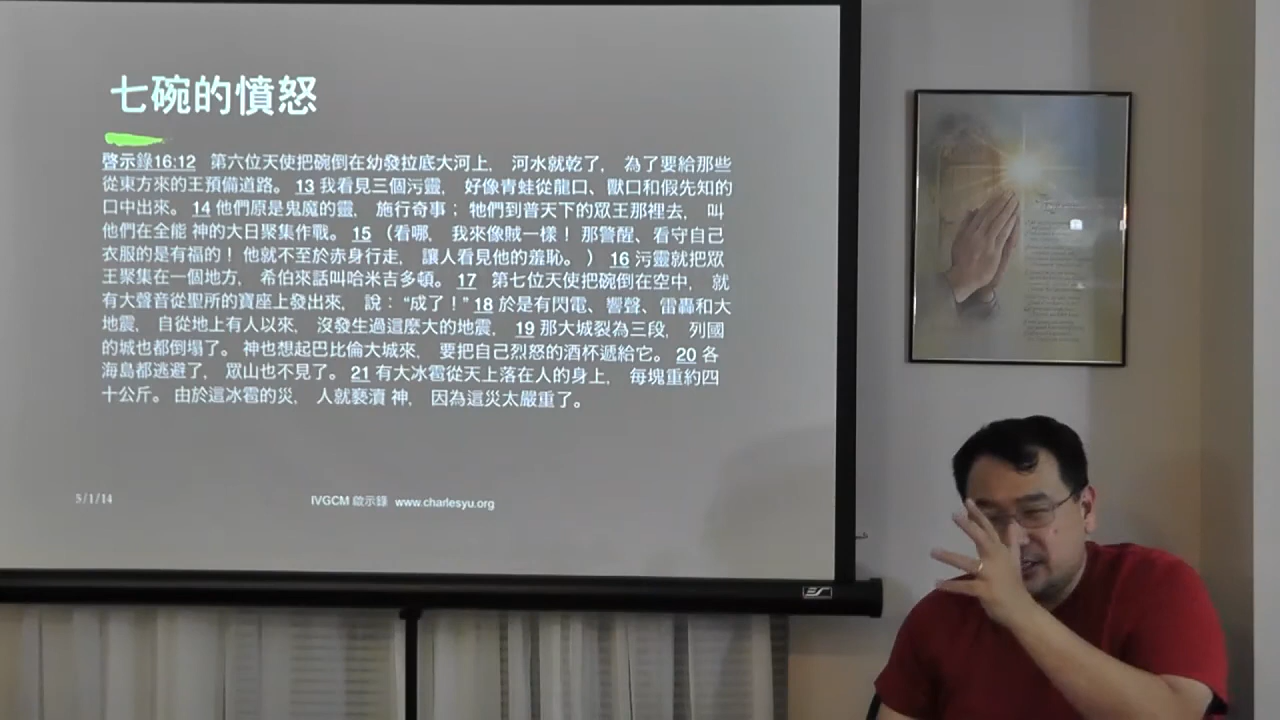 七碗的憤怒
啓示錄16:12 第六位天使把碗倒在幼發拉底大河上, 河水就乾了, 為了要給那些
從東方來的王預備道路。 13 我看見三個污靈, 好像青蛙從龍口、獸口和假先知的
口中出來。 14 他們原是鬼魔的靈, 施行奇事；牠們到普天下的眾王那裡去, 叫
他們在全能 神的大日聚集作戰。 15 （看哪, 我來像賊一樣！那警醒、看守自己
衣服的是有福的！他就不至於赤身行走, 讓人看見他的羞恥。） 16 污靈就把眾
王聚集在一個地方, 希伯來話叫哈米吉多頓。 17 第七位天使把碗倒在空中, 就
有大聲音從聖所的寶座上發出來, 說：“成了！” 18 於是有閃電、響聲、雷轟和大
地震, 自從地上有人以來, 沒發生過這麼大的地震, 19 那大城裂為三段, 列國
的城也都倒塌了。 神也想起巴比倫大城來, 要把自己烈怒的酒杯遞給它。 20 各
海島都逃避了, 眾山也不見了。 21 有大冰雹從天上落在人的身上, 每塊重約四
十公斤。 由於這冰雹的災, 人就褻瀆 神, 因為這災太嚴重了。
5/1/14
IVGCM 啟示錄 www.charlesyu.org